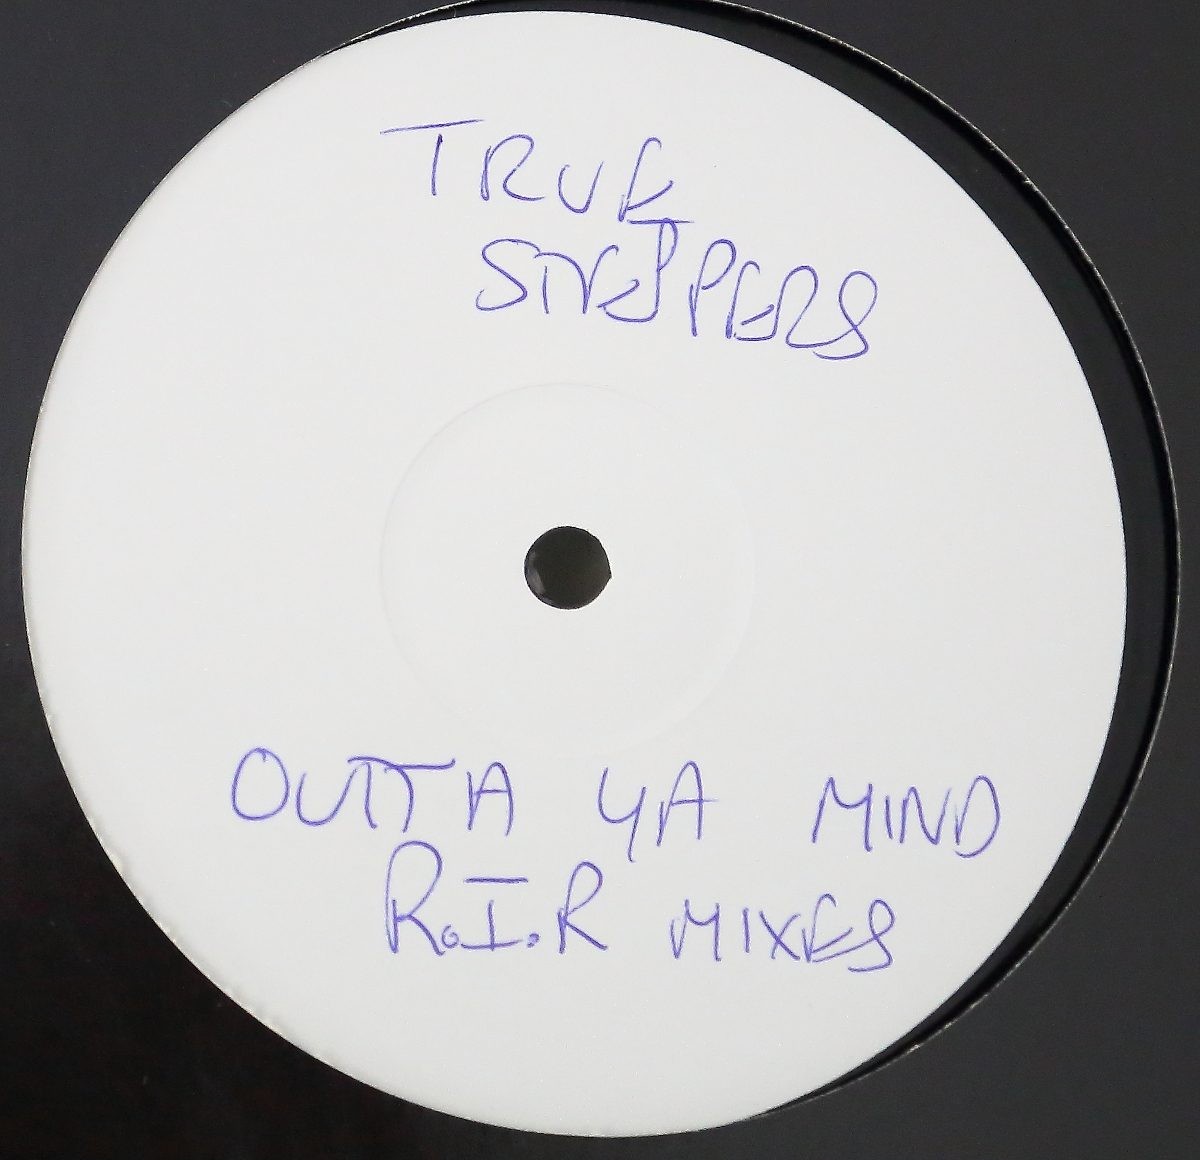 TRUE
STEPPERS
OUTTA YA MIND
R.I.R MIXES